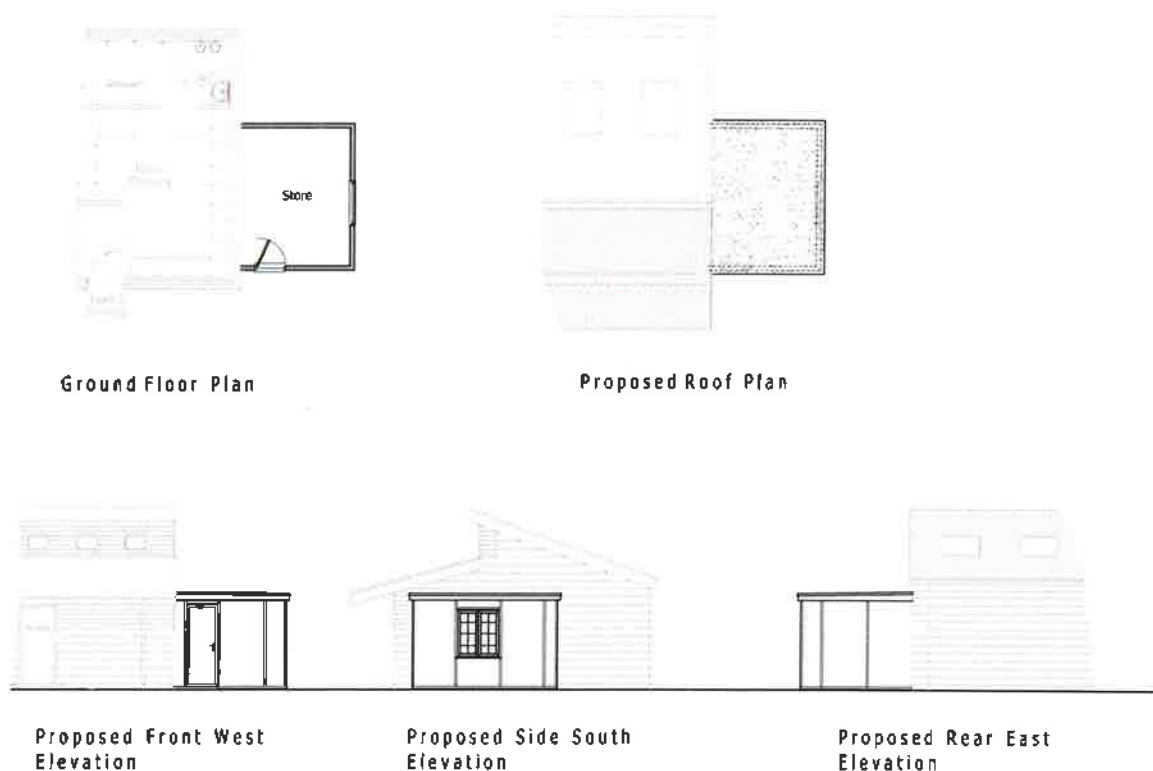 Store
Ground Floor Plan
Proposed Roof Plan
Proposed Front West
Elevation
Proposed Side South
Elevation
Proposed Rear East
Elevation